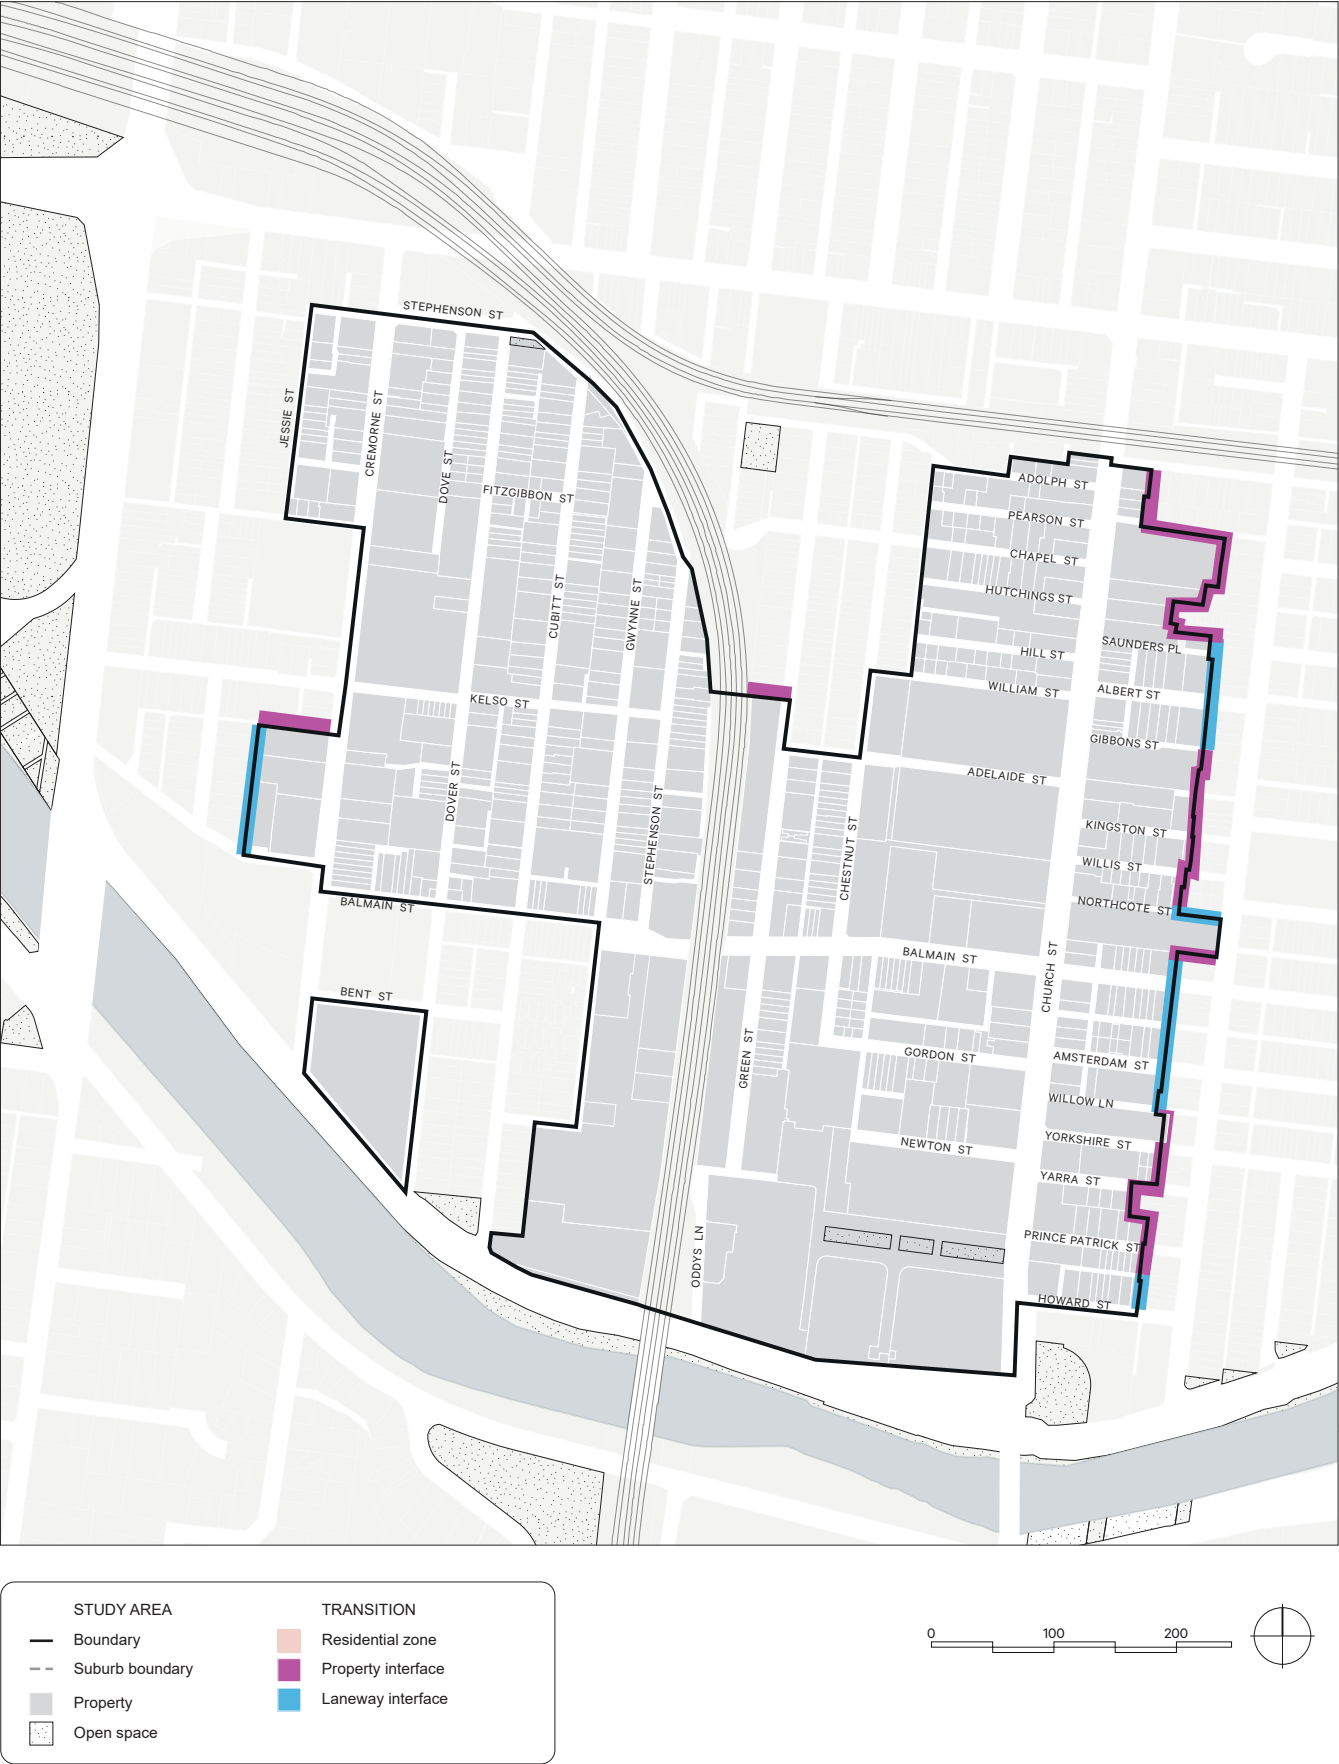 STEPHENSON ST
JESSIE ST
CREMORNE ST
DOVE ST
FITZGIBBON ST
CUBITT ST
GWYNNE ST
KELSO ST
DOVER ST
STEPHENSON ST
BALMAIN ST
BENT ST
ADOLPH ST
PEARSON ST
CHAPEL ST
HUTCHINGS ST
SAUNDERS PL
HILL ST
WILLIAM ST
ALBERT ST
GIBBONS ST
ADELAIDE ST
KINGSTON ST
CHESTNUT ST
WILLIS ST
NORTHCOTE ST
BALMAIN ST
CHURCH ST
GREEN ST
GORDON ST
AMSTERDAM ST
WILLOW LN
YORKSHIRE ST
NEWTON ST
YARRA ST
ODDYS LN
PRINCE PATRICK ST
HOWARD ST
STUDY AREA
Boundary
Suburb boundary
Property
Open space
TRANSITION
Residential zone
Property interface
Laneway interface
0 100 200